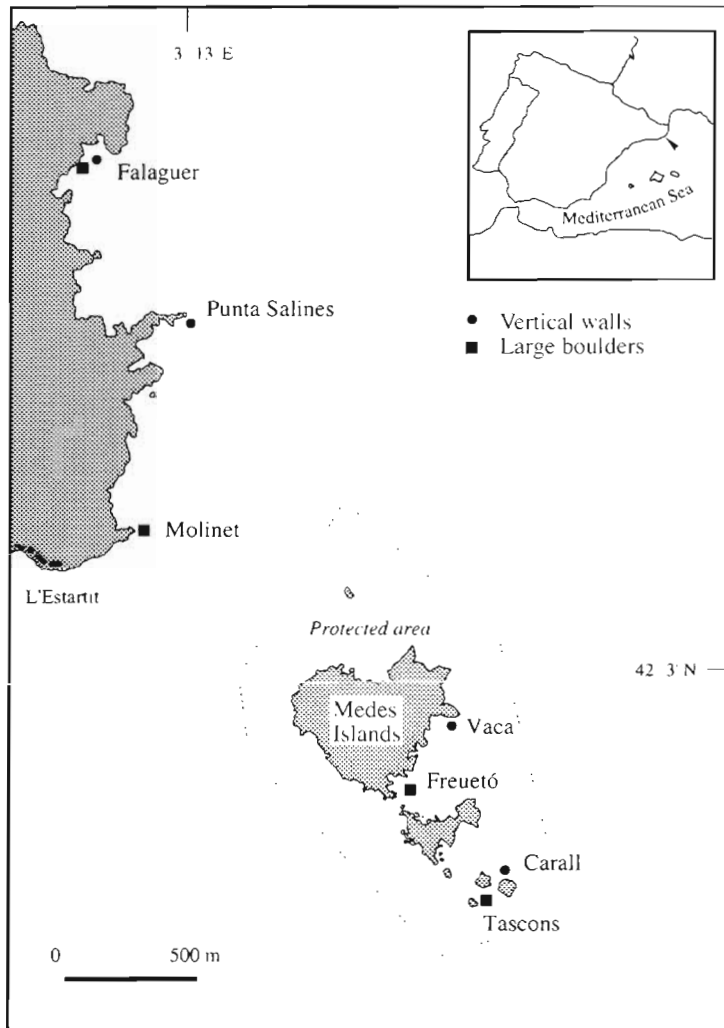 3 13 E
Falaguer
Mediterranean Sea
Punta Salines
Vertical walls
Large boulders
Molinet
L'Estartit
Protected area
42 3' N
Medes
Islands
Vaca
Freuetó
Carall
Tascons
0 500 m